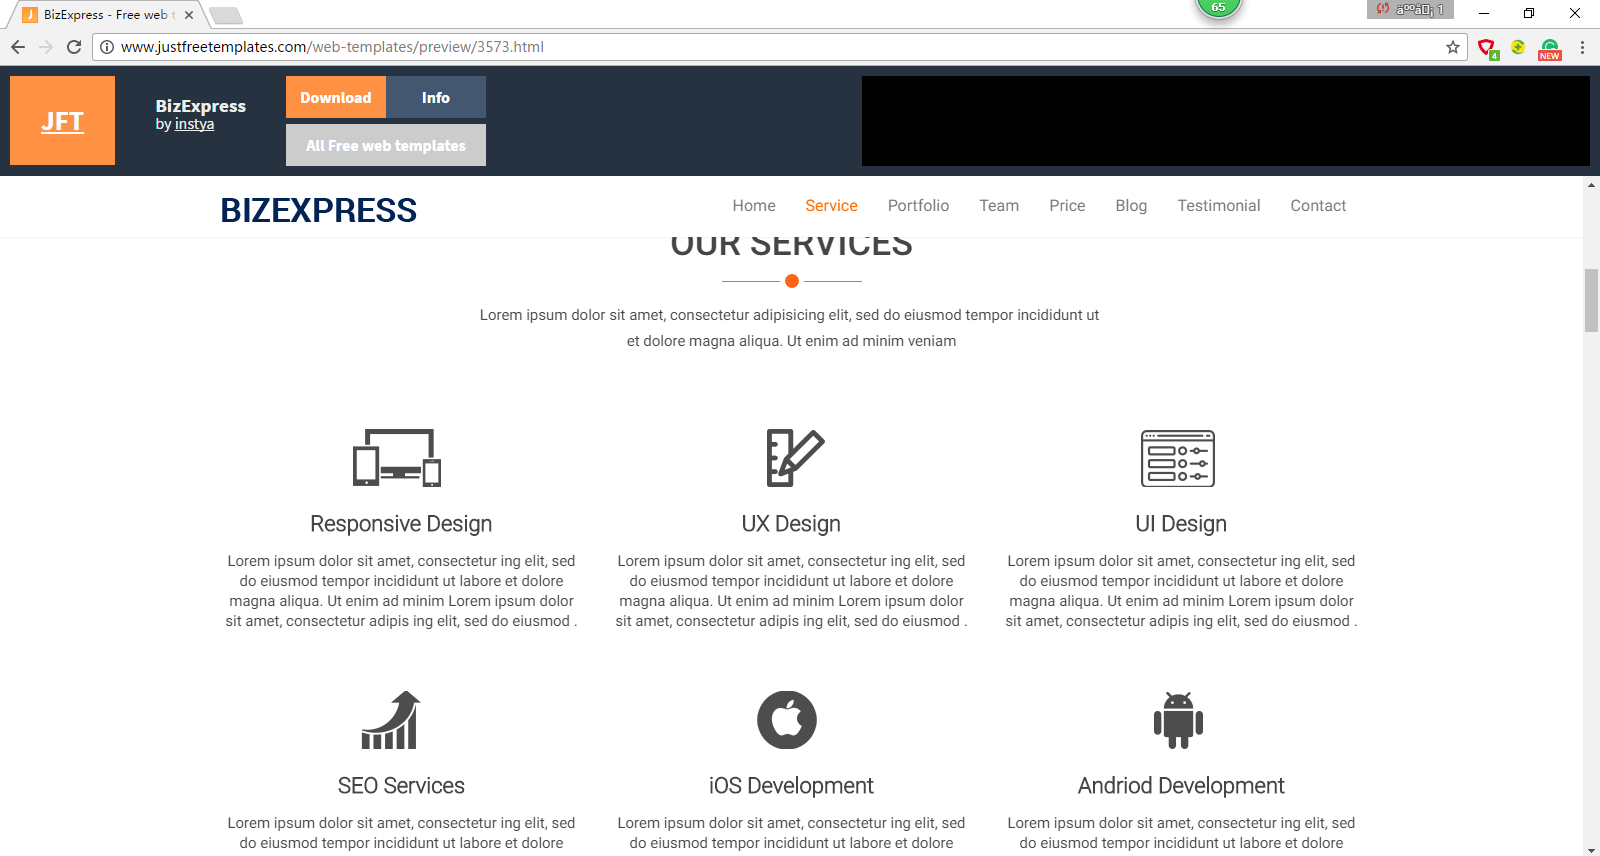 BizExpress - Free web t
65
1
www.justfreetemplates.com/web-templates/preview/3573.html
4
NEW
JFT
BizExpress
by instya
Download
Info
All Free web templates
BIZEXPRESS
Home
Service
Portfolio
Team
Price
Blog
Testimonial
Contact
OUR SERVICES
Lorem ipsum dolor sit amet, consectetur adipisicing elit, sed do eiusmod tempor incididunt ut
et dolore magna aliqua. Ut enim ad minim veniam
Responsive Design
Lorem ipsum dolor sit amet, consectetur ing elit, sed
do eiusmod tempor incididunt ut labore et dolore
magna aliqua. Ut enim ad minim Lorem ipsum dolor
sit amet, consectetur adipis ing elit, sed do eiusmod .
UX Design
Lorem ipsum dolor sit amet, consectetur ing elit, sed
do eiusmod tempor incididunt ut labore et dolore
magna aliqua. Ut enim ad minim Lorem ipsum dolor
sit amet, consectetur adipis ing elit, sed do eiusmod .
UI Design
Lorem ipsum dolor sit amet, consectetur ing elit, sed
do eiusmod tempor incididunt ut labore et dolore
magna aliqua. Ut enim ad minim Lorem ipsum dolor
sit amet, consectetur adipis ing elit, sed do eiusmod .
SEO Services
Lorem ipsum dolor sit amet, consectetur ing elit, sed
do eiusmod tempor incididunt ut labore et dolore
iOS Development
Lorem ipsum dolor sit amet, consectetur ing elit, sed
do eiusmod tempor incididunt ut labore et dolore
Andriod Development
Lorem ipsum dolor sit amet, consectetur ing elit, sed
do eiusmod tempor incididunt ut labore et dolore